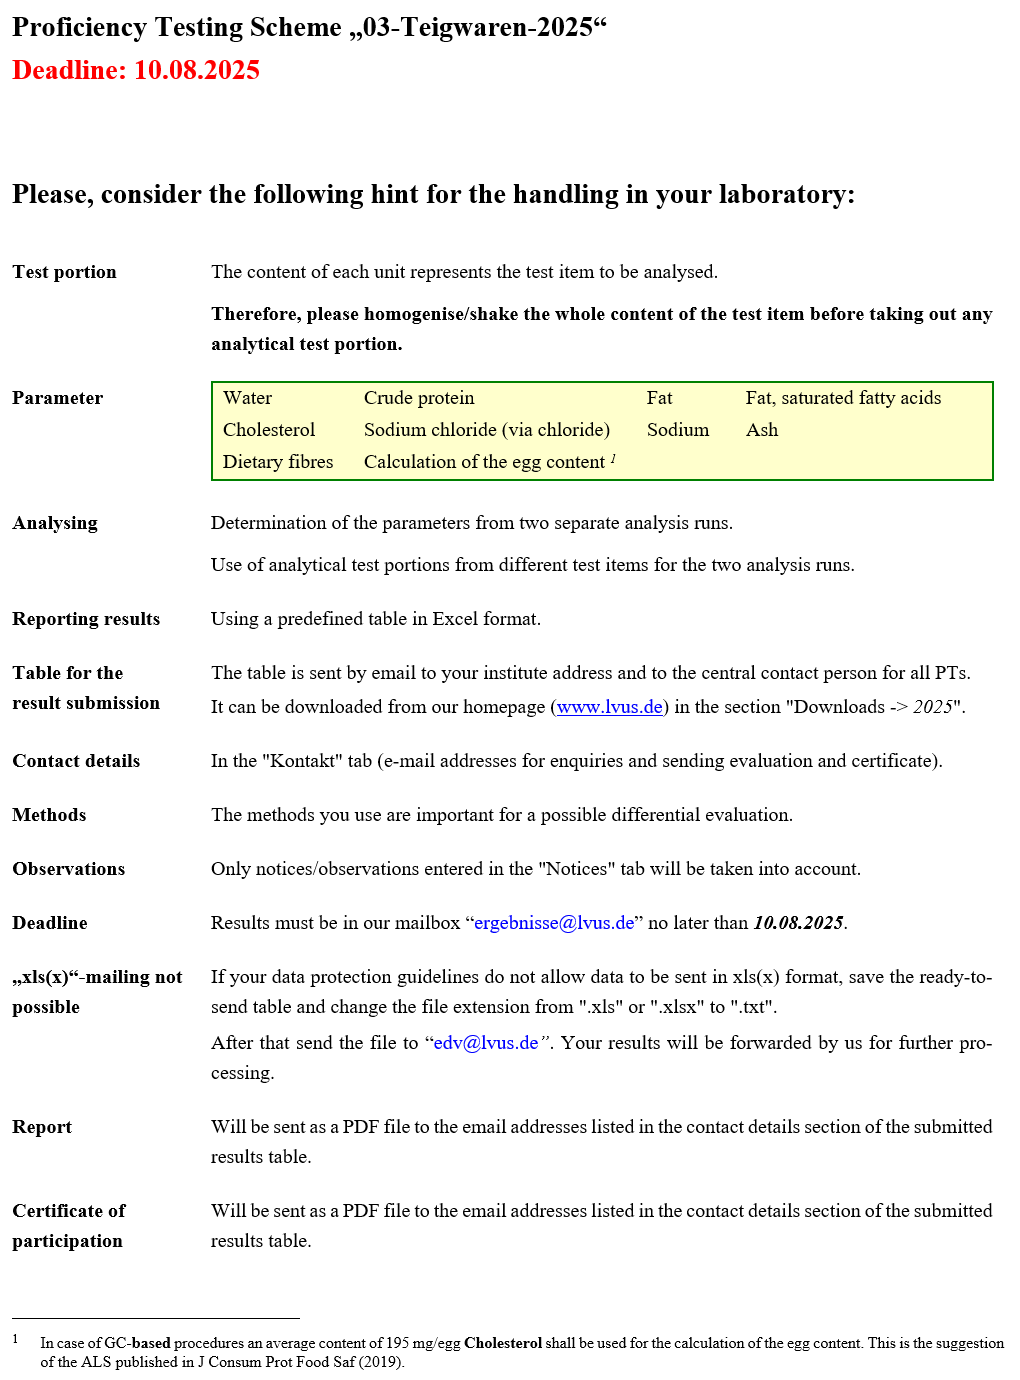 Proficiency Testing Scheme „03-Teigwaren-2025“
Deadline: 10.08.2025
Please, consider the following hint for the handling in your laboratory:
Test portion The content of each unit represents the test item to be analysed.
Therefore, please homogenise/shake the whole content of the test item before taking out any
analytical test portion.
Parameter Water Crude protein Fat Fat, saturated fatty acids
Cholesterol Sodium chloride (via chloride) Sodium Ash
Dietary fibres Calculation of the egg content 1
Analysing Determination of the parameters from two separate analysis runs.
Use of analytical test portions from different test items for the two analysis runs.
Reporting results Using a predefined table in Excel format.
Table for the The table is sent by email to your institute address and to the central contact person for all PTs.
result submission It can be downloaded from our homepage (www.lvus.de) in the section "Downloads -> 2025".
Contact details In the "Kontakt" tab (e-mail addresses for enquiries and sending evaluation and certificate).
Methods The methods you use are important for a possible differential evaluation.
Observations Only notices/observations entered in the "Notices" tab will be taken into account.
Deadline Results must be in our mailbox “ergebnisse@lvus.de” no later than 10.08.2025.
„xls(x)“-mailing not If your data protection guidelines do not allow data to be sent in xls(x) format, save the ready-to-
possible send table and change the file extension from ".xls" or ".xlsx" to ".txt".
After that send the file to “edv@lvus.de”. Your results will be forwarded by us for further pro-
cessing.
Report Will be sent as a PDF file to the email addresses listed in the contact details section of the submitted
results table.
Certificate of Will be sent as a PDF file to the email addresses listed in the contact details section of the submitted
participation results table.
1 In case of GC-based procedures an average content of 195 mg/egg Cholesterol shall be used for the calculation of the egg content. This is the suggestion
of the ALS published in J Consum Prot Food Saf (2019).